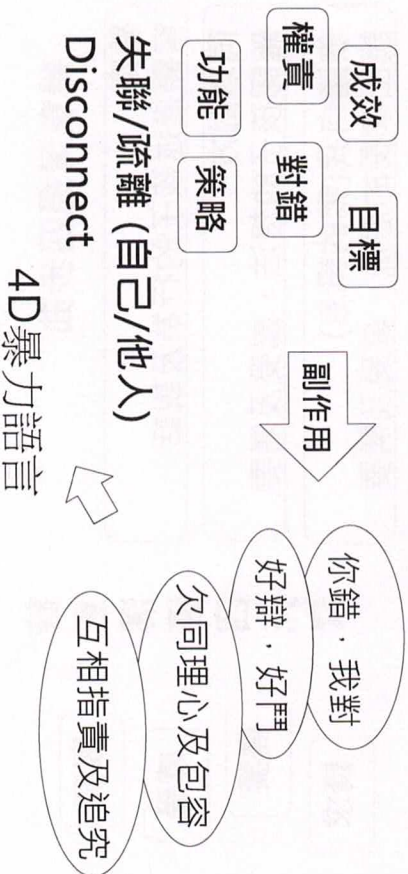 成效 目標
權責 對錯
功能 策略
副作用
你錯，我對
好辯，好鬥
欠同理心及包容
互相指責及追究
失聯/疏離 (自己/他人)
Disconnect
4D暴力語言